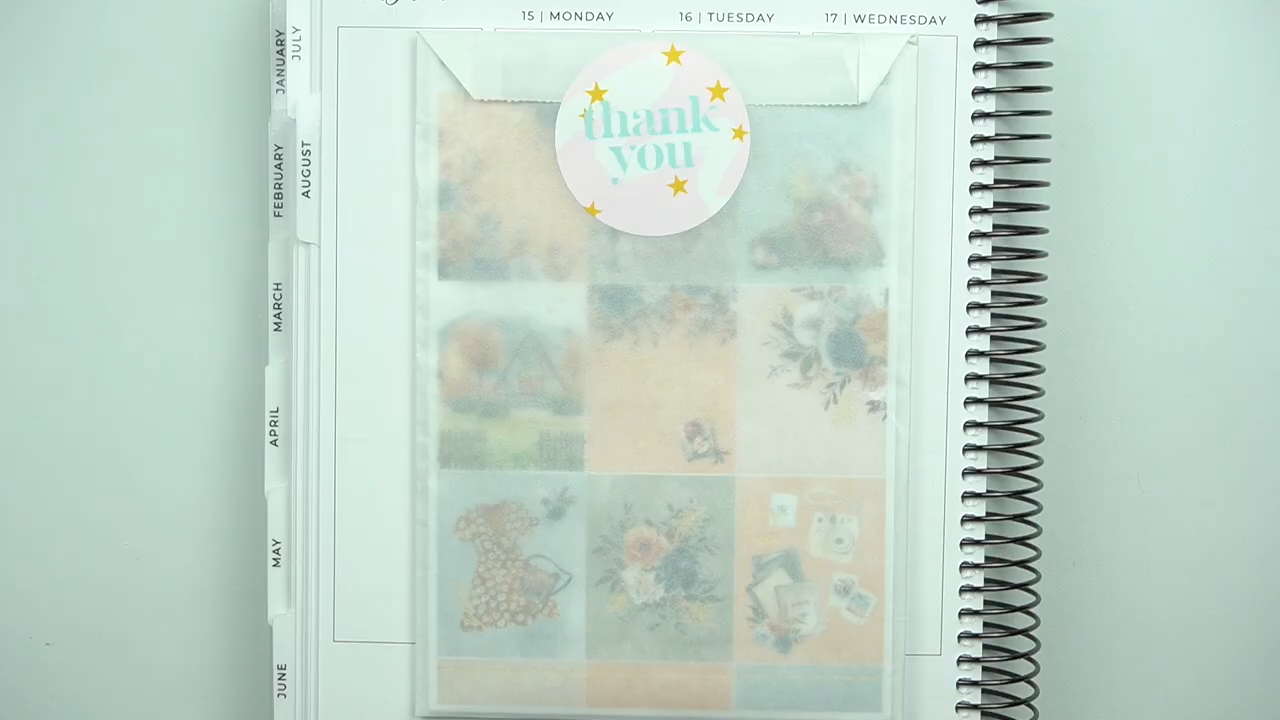 15 | MONDAY
16 | TUESDAY
17 | WEDNESDAY
JANUARY
JULY
FEBRUARY
AUGUST
MARCH
APRIL
MAY
JUNE
thank
you